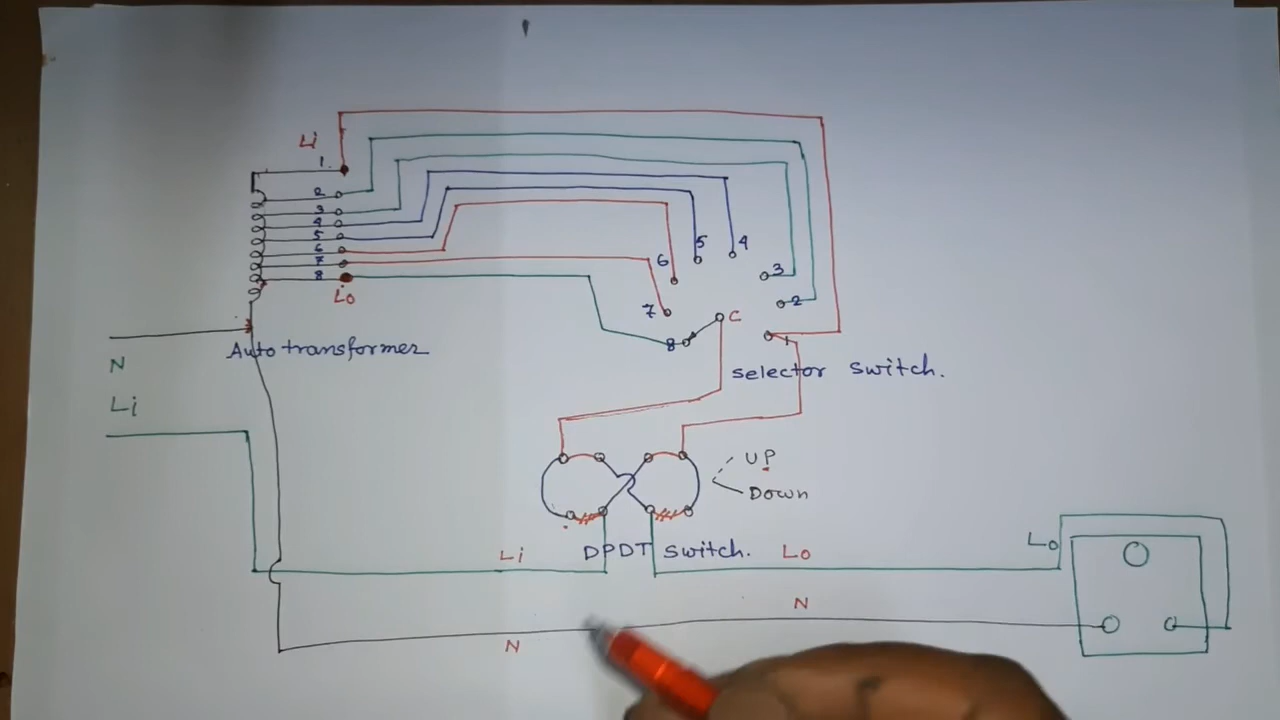 Li
1
2
3
4
5
6
7
8
Lo
Auto transformer
N
Li
6
5
4
3
2
7
8
C
1
selector switch.
UP
Down
Li
DPDT switch.
Lo
Lo
N
N